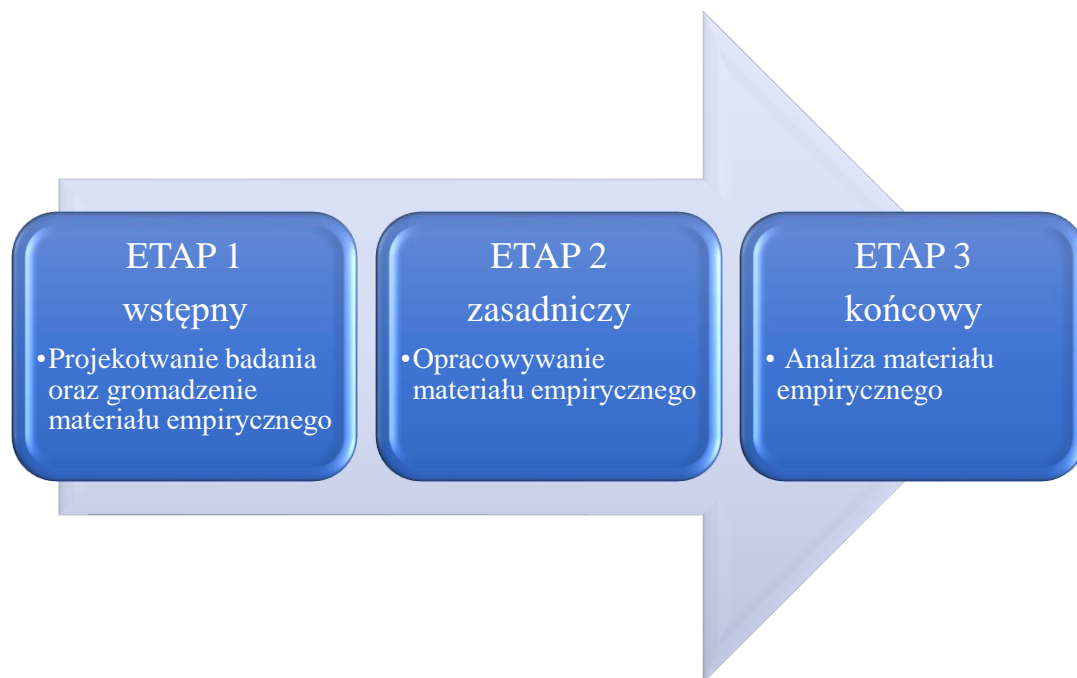 ETAP 1
wstępny
•Projekotwanie badania
oraz gromadzenie
materiału empirycznego
ETAP 2
zasadniczy
•Opracowywanie
materiału empirycznego
ETAP 3
końcowy
• Analiza materiału
empirycznego